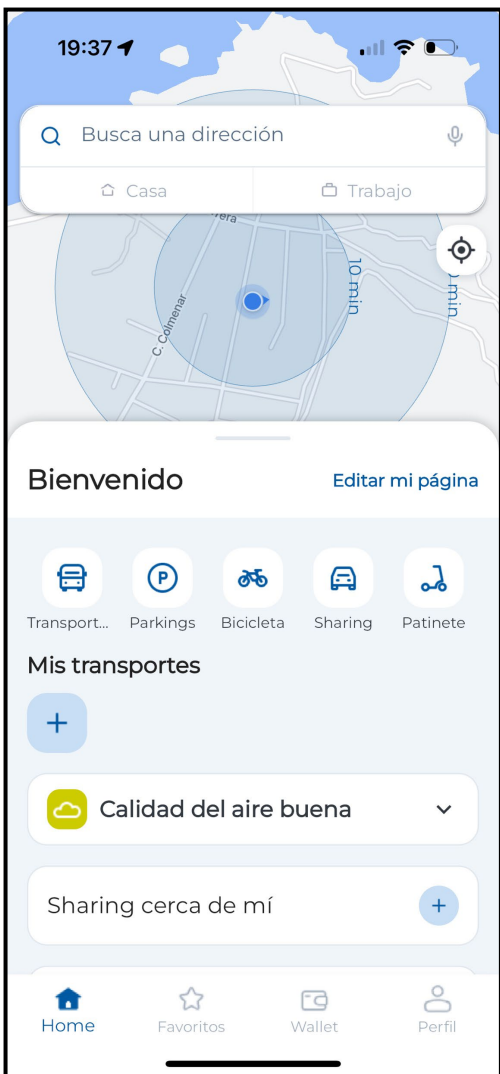 19:37
Busca una dirección
Casa
Trabajo
C. Colmenar
10 min
min
Bienvenido
Editar mi página
P
Transport...
Parkings
Bicicleta
Sharing
Patinete
Mis transportes
+
Calidad del aire buena
Sharing cerca de mí
+
Home
Favoritos
Wallet
Perfil